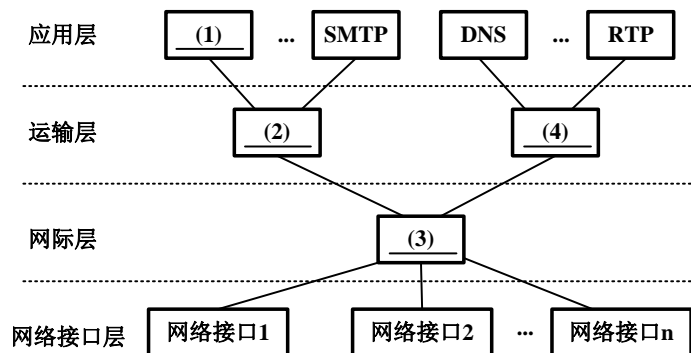 应用层 (1) ... SMTP DNS ... RTP
运输层 (2) (4)
网际层 (3)
网络接口层 网络接口1 网络接口2 ... 网络接口n